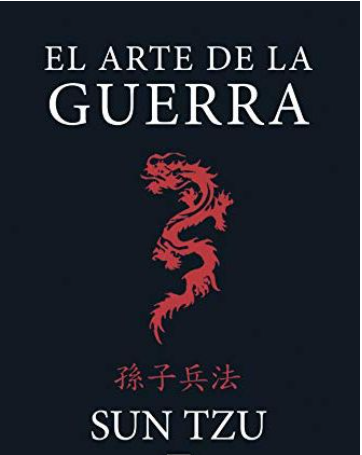 EL ARTE DE LA
GUERRA
孫子兵法
SUN TZU